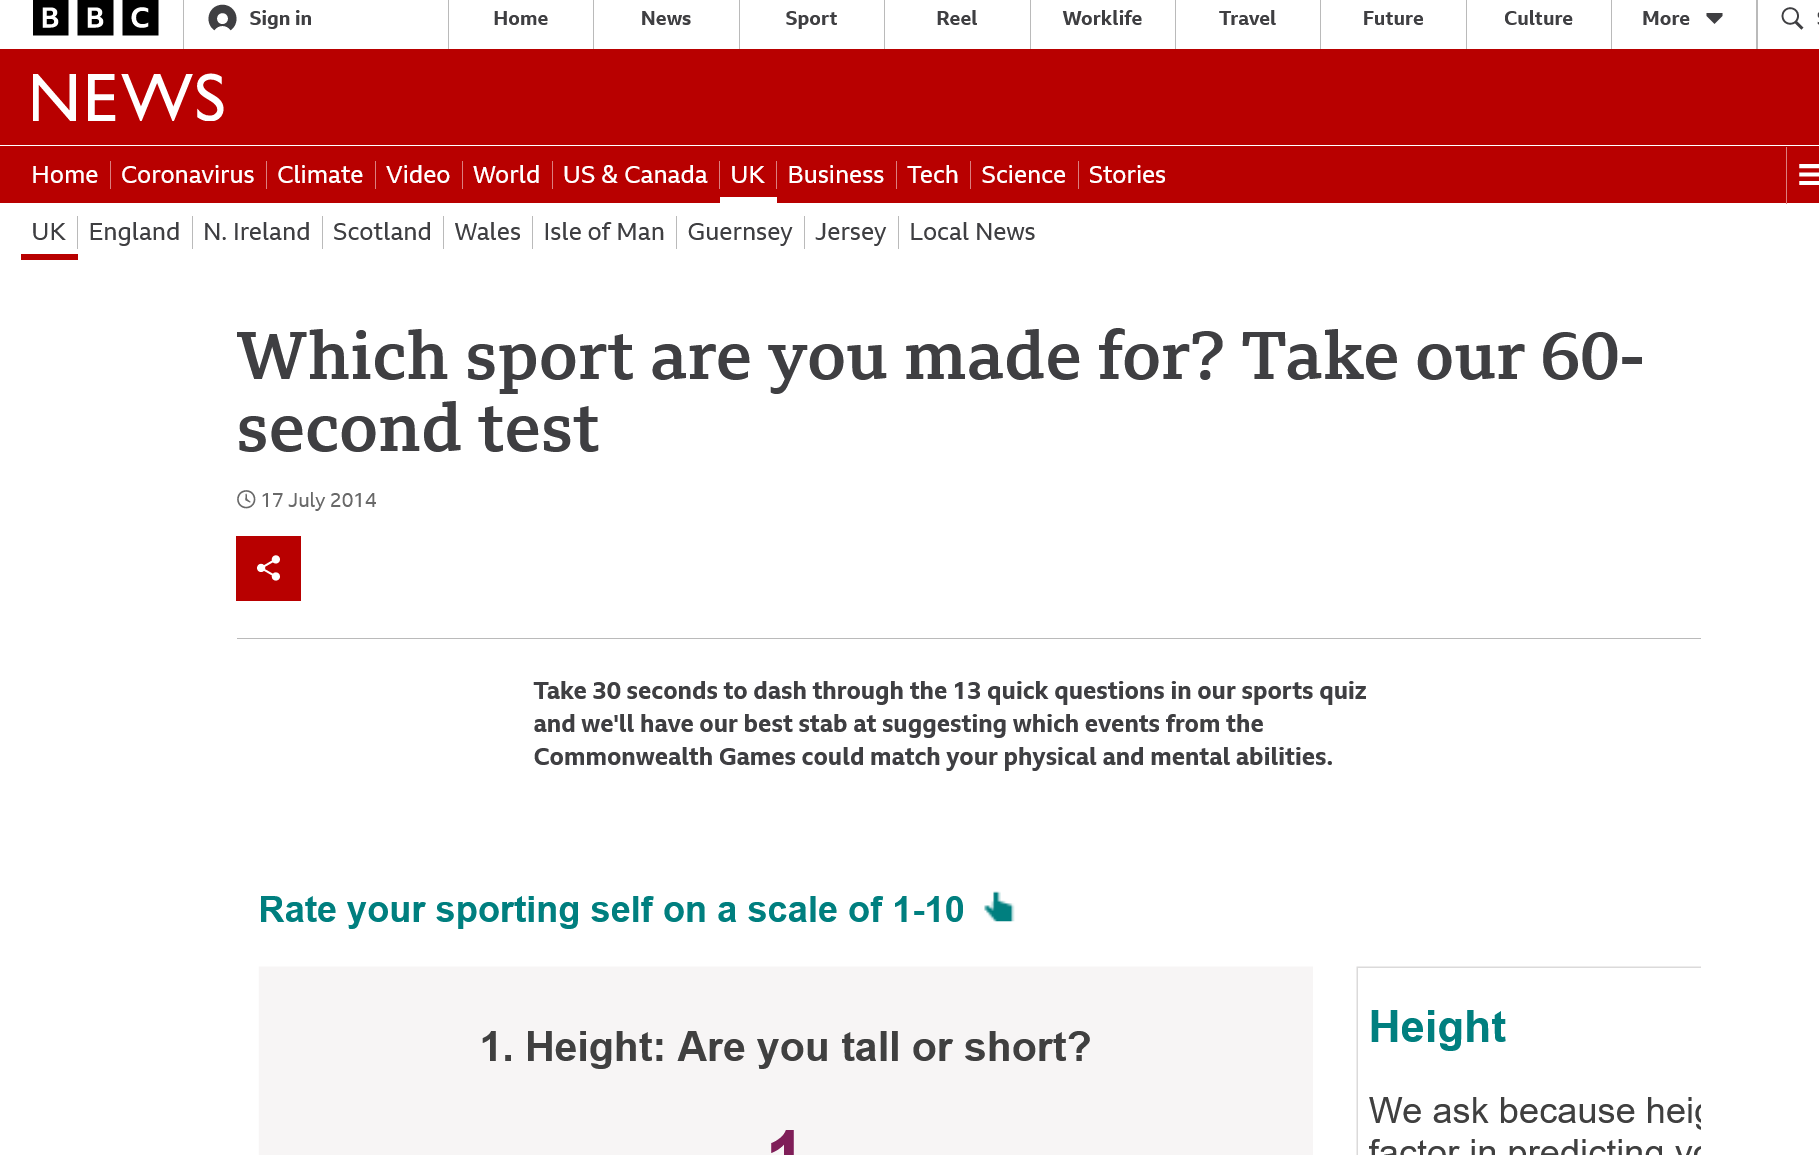 BBC
Sign in
Home
News
Sport
Reel
Worklife
Travel
Future
Culture
More
NEWS
Home
Coronavirus
Climate
Video
World
US & Canada
UK
Business
Tech
Science
Stories
UK
England
N. Ireland
Scotland
Wales
Isle of Man
Guernsey
Jersey
Local News
Which sport are you made for? Take our 60-
second test
17 July 2014
Take 30 seconds to dash through the 13 quick questions in our sports quiz
and we'll have our best stab at suggesting which events from the
Commonwealth Games could match your physical and mental abilities.
Rate your sporting self on a scale of 1-10
1. Height: Are you tall or short?
1
Height
We ask because
factor in predicting